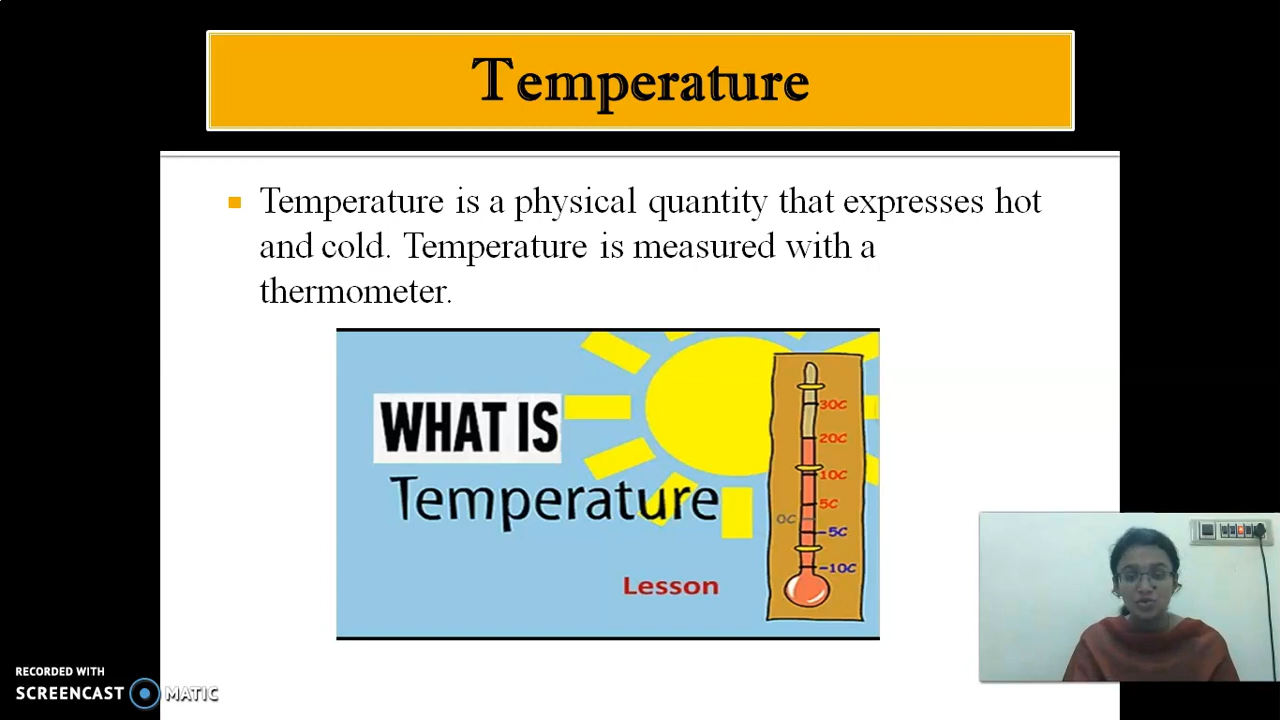 Temperature
Temperature is a physical quantity that expresses hot
and cold. Temperature is measured with a
thermometer.
WHAT IS
Temperature
Lesson
30C
20C
10C
5C
0C
-5C
-10C
RECORDED WITH
SCREENCAST MATIC